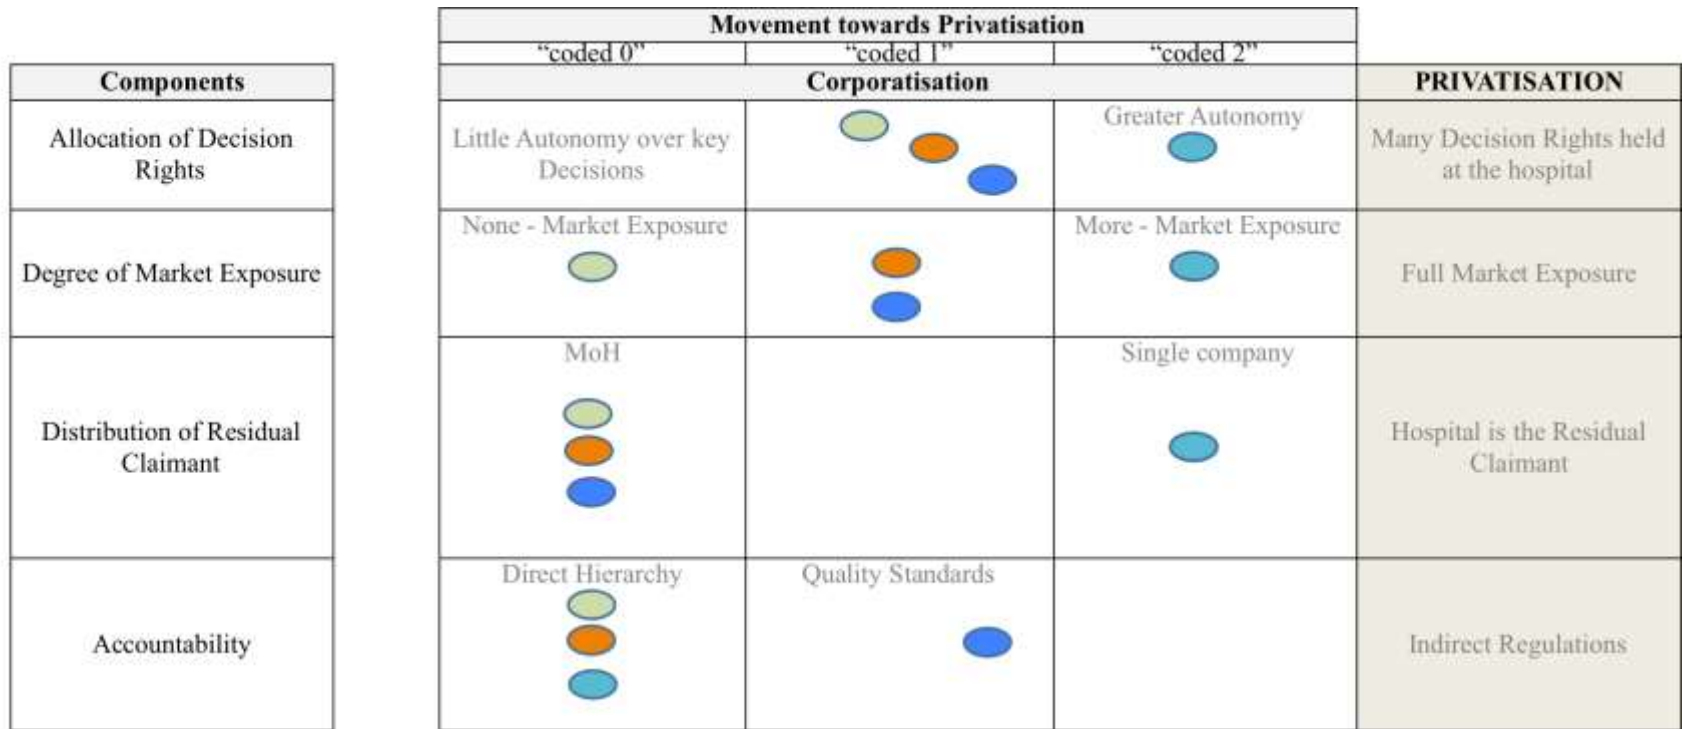 Movement towards Privatisation
“coded 0” “coded 1” “coded 2”
Components Corporatisation PRIVATISATION
Allocation of Decision
Rights
Little Autonomy over key
Decisions
Greater Autonomy
Many Decision Rights held
at the hospital
Degree of Market Exposure
None - Market Exposure
More - Market Exposure
Full Market Exposure
Distribution of Residual
Claimant
MoH
Single company
Hospital is the Residual
Claimant
Accountability
Direct Hierarchy
Quality Standards
Indirect Regulations